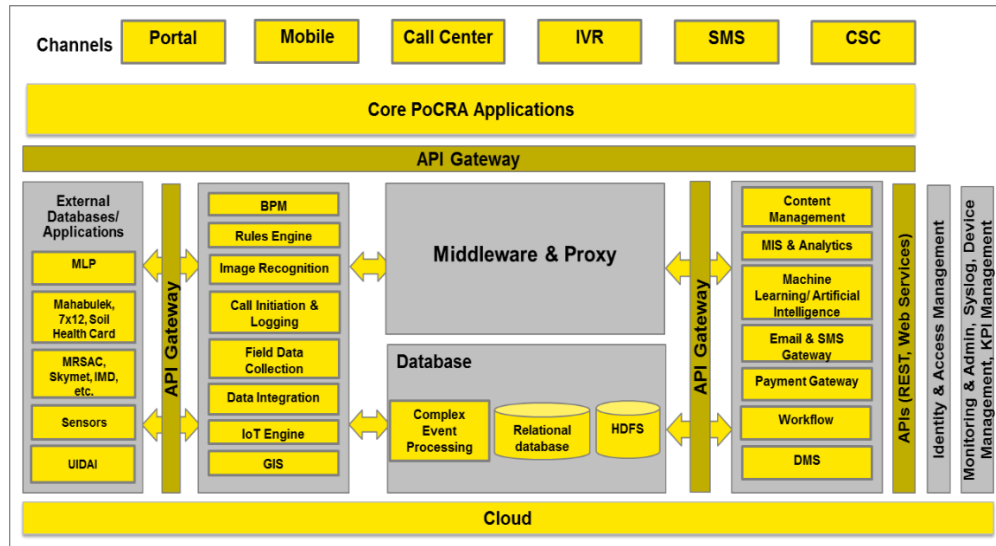 Channels
Portal
Mobile
Call Center
IVR
SMS
CSC
Core PoCRA Applications
API Gateway
External
Databases/
Applications
MLP
Mahabulek,
7x12, Soil
Health Card
MRSAC,
Skymet, IMD,
etc.
Sensors
UIDAI
API Gateway
BPM
Rules Engine
Image Recognition
Call Initiation &
Logging
Field Data
Collection
Data Integration
IoT Engine
GIS
Middleware & Proxy
Database
Complex
Event
Processing
Relational
database
HDFS
API Gateway
Content
Management
MIS & Analytics
Machine
Learning/ Artificial
Intelligence
Email & SMS
Gateway
Payment Gateway
Workflow
DMS
APIs (REST, Web Services)
Identity & Access Management
Monitoring & Admin, Syslog, Device
Management, KPI Management
Cloud